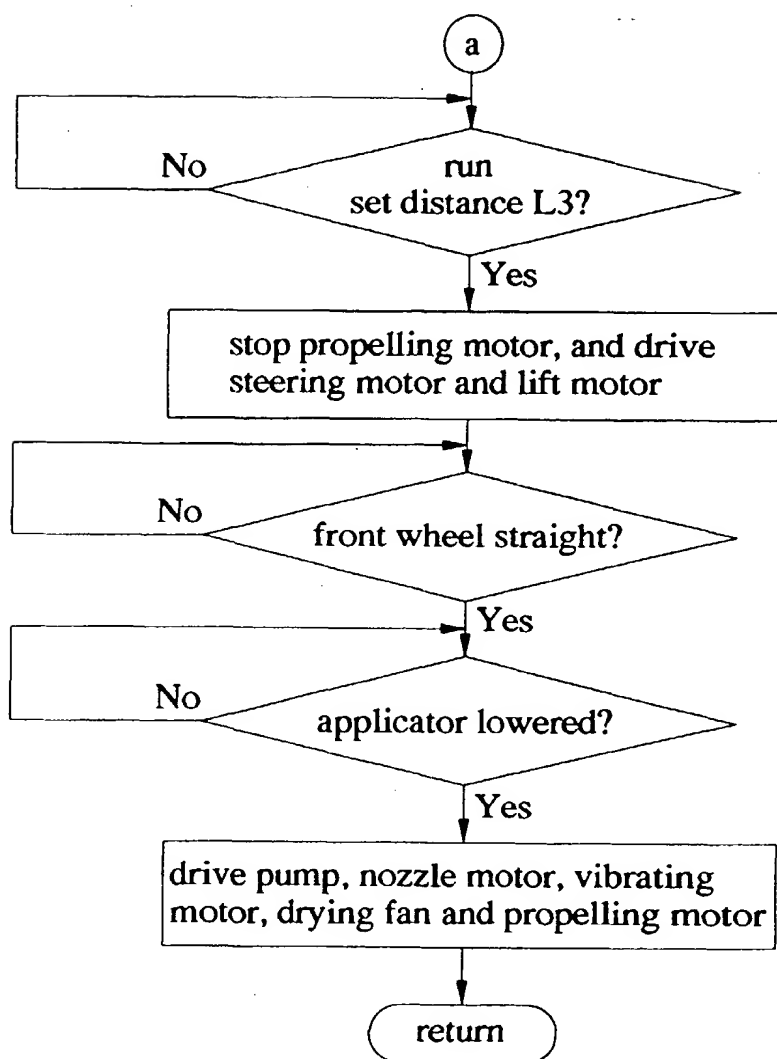 a
run
set distance L3?
No
Yes
stop propelling motor, and drive
steering motor and lift motor
front wheel straight?
No
Yes
applicator lowered?
No
Yes
drive pump, nozzle motor, vibrating
motor, drying fan and propelling motor
return